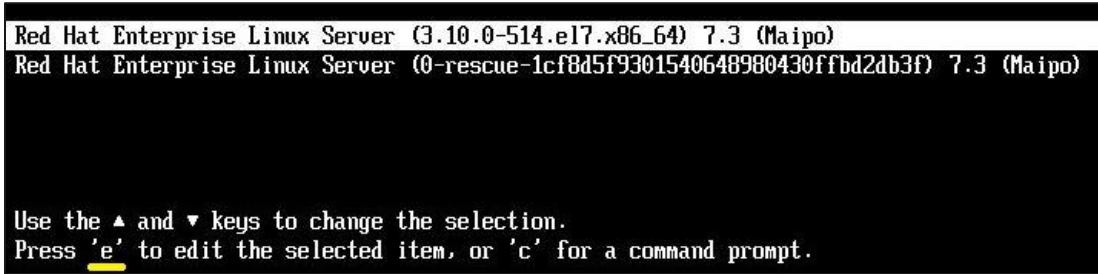 Red Hat Enterprise Linux Server (3.10.0-514.el7.x86_64) 7.3 (Maipo)
Red Hat Enterprise Linux Server (0-rescue-1cf8d5f9301540648980430ffbd2db3f) 7.3 (Maipo)
Use the ▲ and ▼ keys to change the selection.
Press 'e' to edit the selected item, or 'c' for a command prompt.